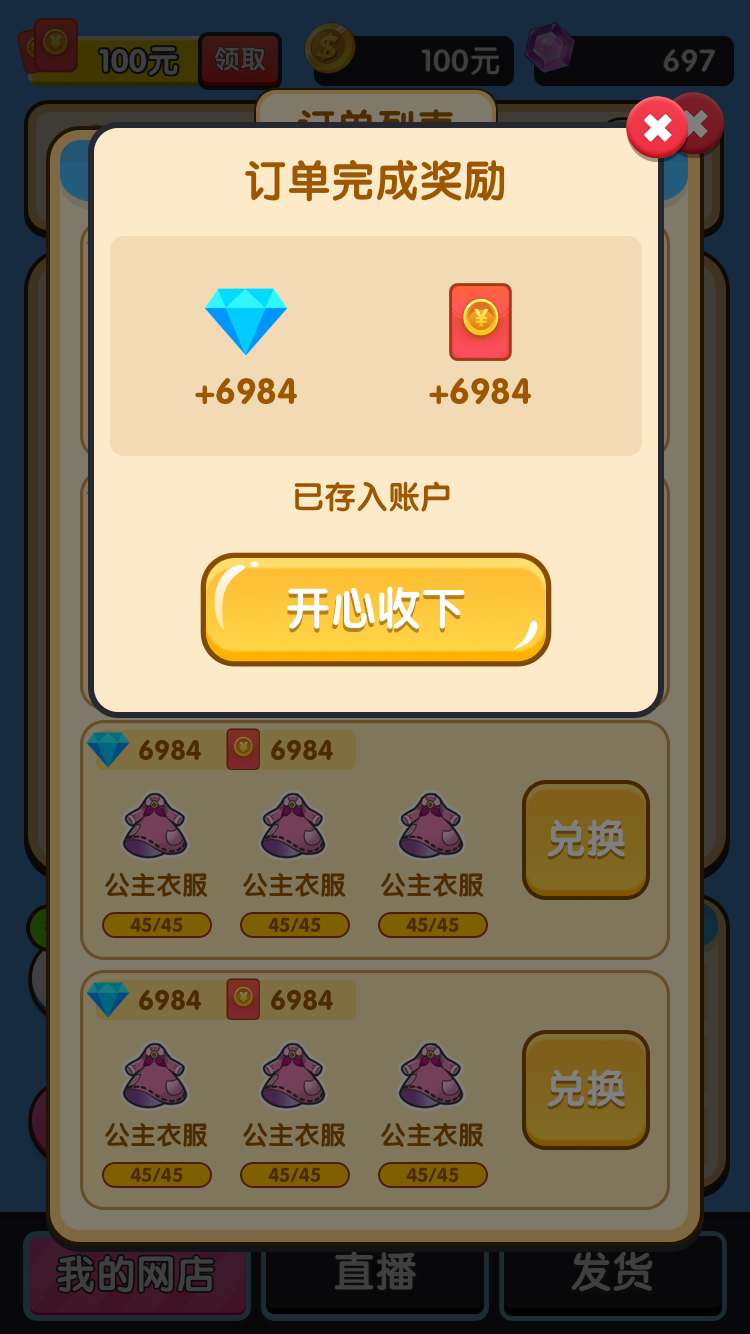 100元
领取
100元
697
订单列表
订单完成奖励
+6984
+6984
已存入账户
开心收下
6984
6984
公主衣服
公主衣服
公主衣服
45/45
45/45
45/45
兑换
6984
6984
公主衣服
公主衣服
公主衣服
45/45
45/45
45/45
兑换
我的网店
直播
发货